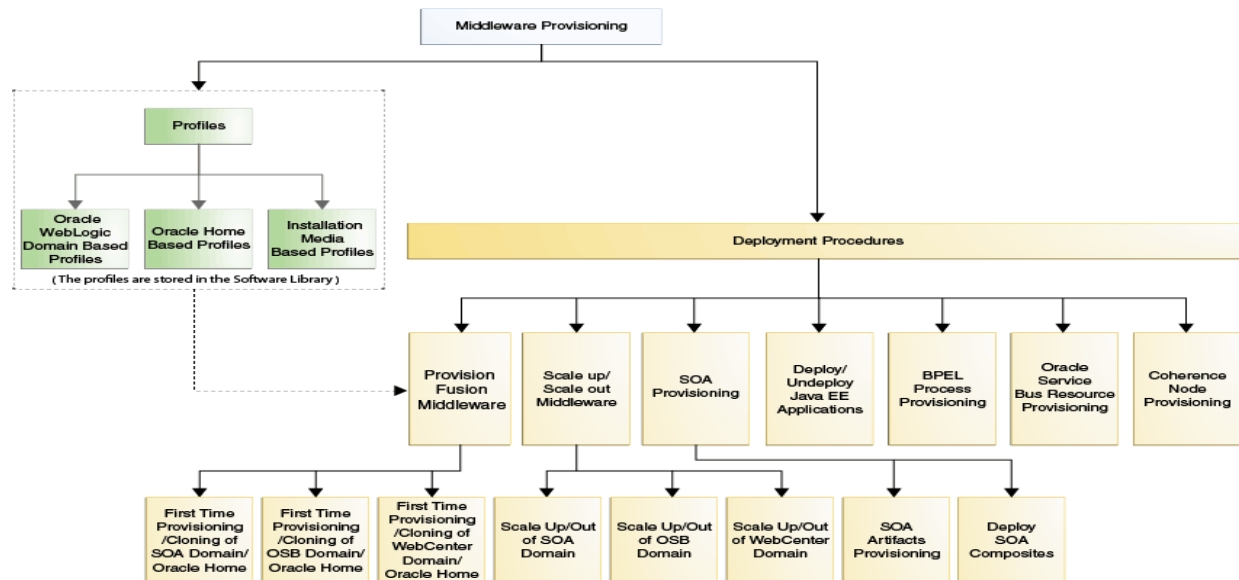 Middleware Provisioning
Profiles
Oracle
WebLogic
Domain Based
Profiles
Oracle Home
Based Profiles
Installation
Media
Based Profiles
( The profiles are stored in the Software Library )
Deployment Procedures
Provision
Fusion
Middleware
Scale up/
Scale out
Middleware
SOA
Provisioning
Deploy/
Undeploy
Java EE
Applications
BPEL
Process
Provisioning
Oracle
Service
Bus Resource
Provisioning
Coherence
Node
Provisioning
First Time
Provisioning
/Cloning of
SOA Domain/
Oracle Home
First Time
Provisioning
/Cloning of
OSB Domain/
Oracle Home
First Time
Provisioning
/Cloning of
WebCenter
Domain/
Oracle Home
Scale Up/Out
of SOA
Domain
Scale Up/Out
of OSB
Domain
Scale Up/Out
of WebCenter
Domain
SOA
Artifacts
Provisioning
Deploy
SOA
Composites